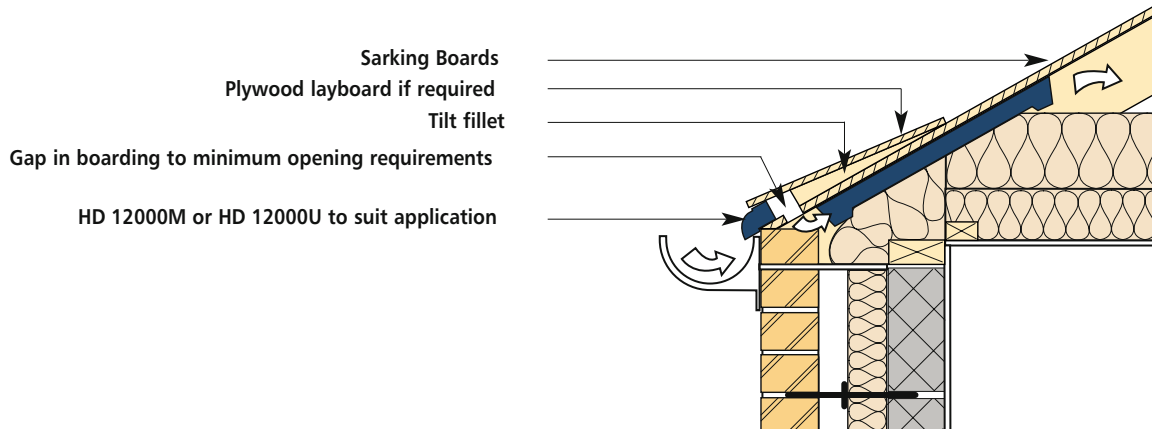 Sarking Boards
Plywood layboard if required
Tilt fillet
Gap in boarding to minimum opening requirements
HD 12000M or HD 12000U to suit application